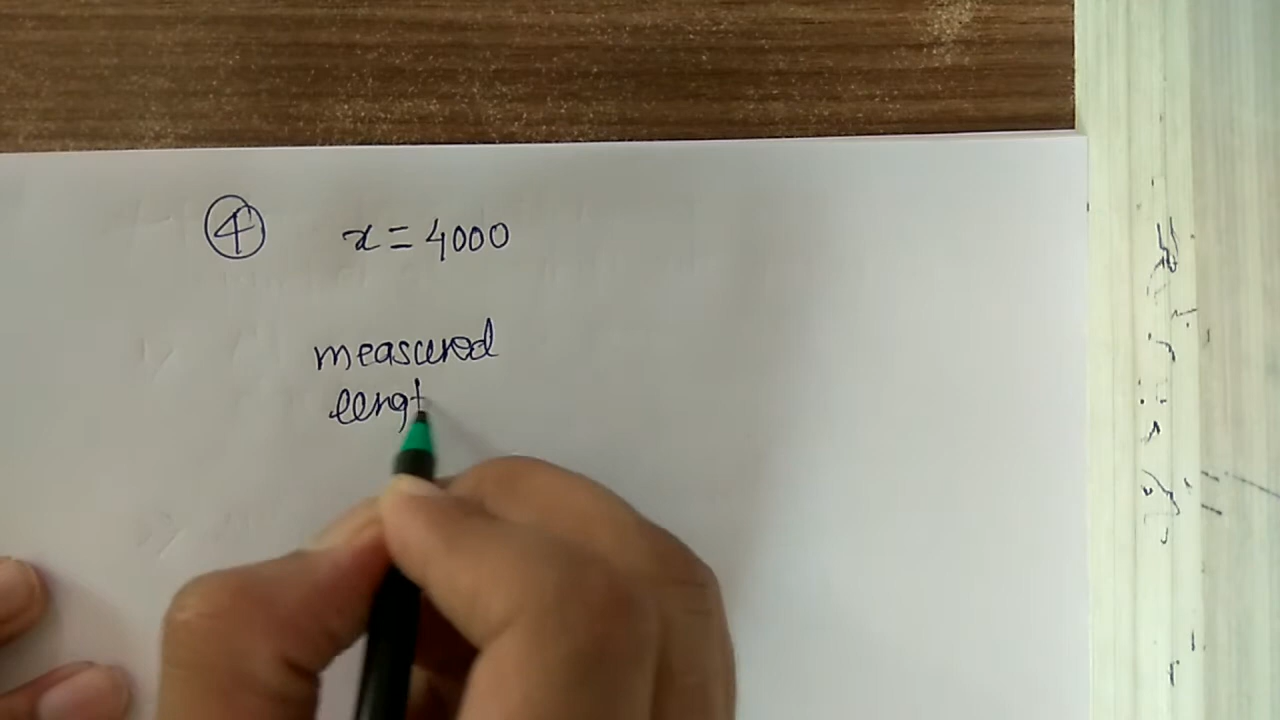 ④ x = 4000
measured
lengt